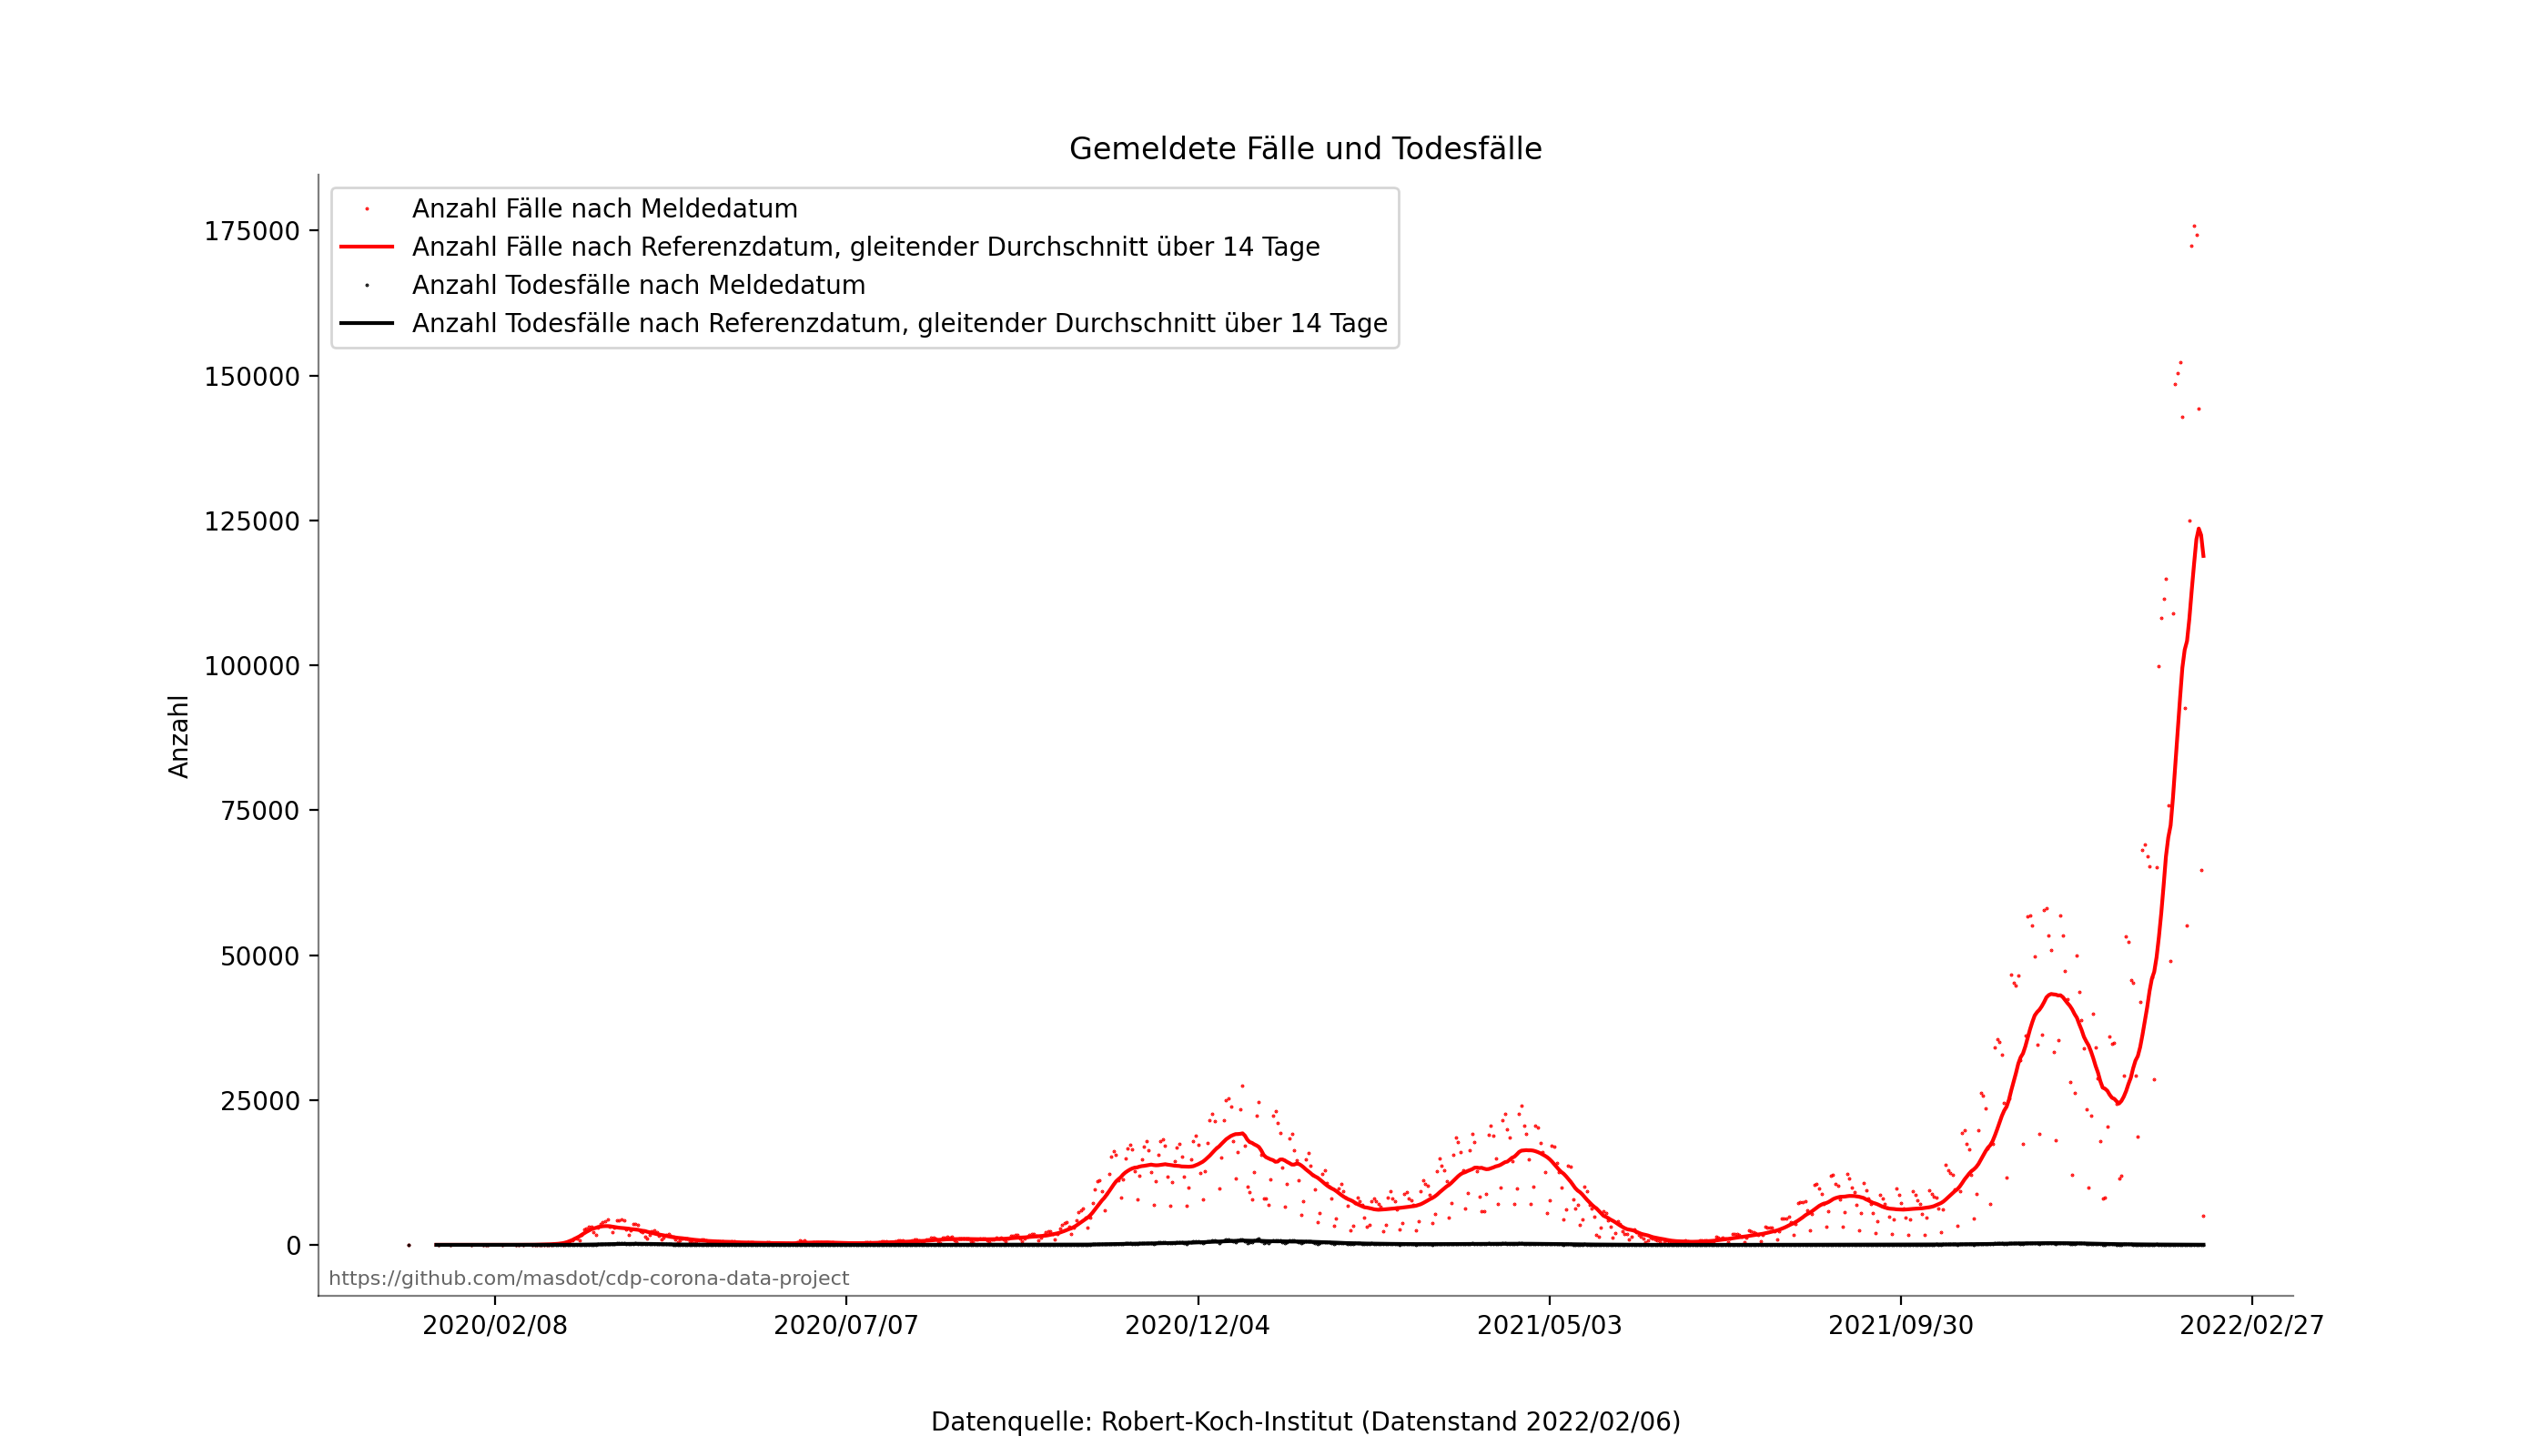 Gemeldete Fälle und Todesfälle
Anzahl Fälle nach Meldedatum
Anzahl Fälle nach Referenzdatum, gleitender Durchschnitt über 14 Tage
Anzahl Todesfälle nach Meldedatum
Anzahl Todesfälle nach Referenzdatum, gleitender Durchschnitt über 14 Tage
175000
150000
125000
100000
75000
50000
25000
0
Anzahl
https://github.com/masdot/cdp-corona-data-project
2020/02/08 2020/07/07 2020/12/04 2021/05/03 2021/09/30 2022/02/27
Datenquelle: Robert-Koch-Institut (Datenstand 2022/02/06)